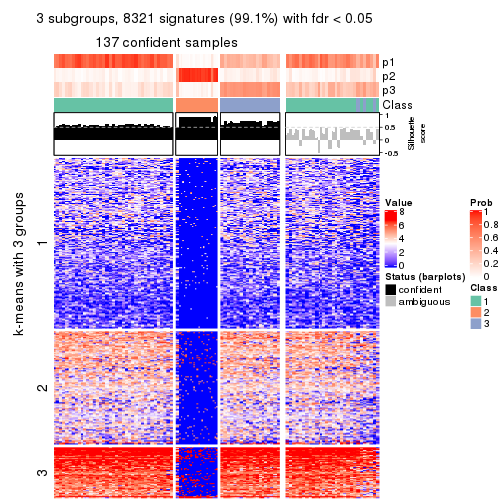 3 subgroups, 8321 signatures (99.1%) with fdr < 0.05
137 confident samples
p1
p2
p3
Class
1
0.5
0
-0.5
Silhouette
score
k-means with 3 groups
1
2
3
Value
8
6
4
2
0
Status (barplots)
confident
ambiguous
Prob
1
0.8
0.6
0.4
0.2
0
Class
1
2
3